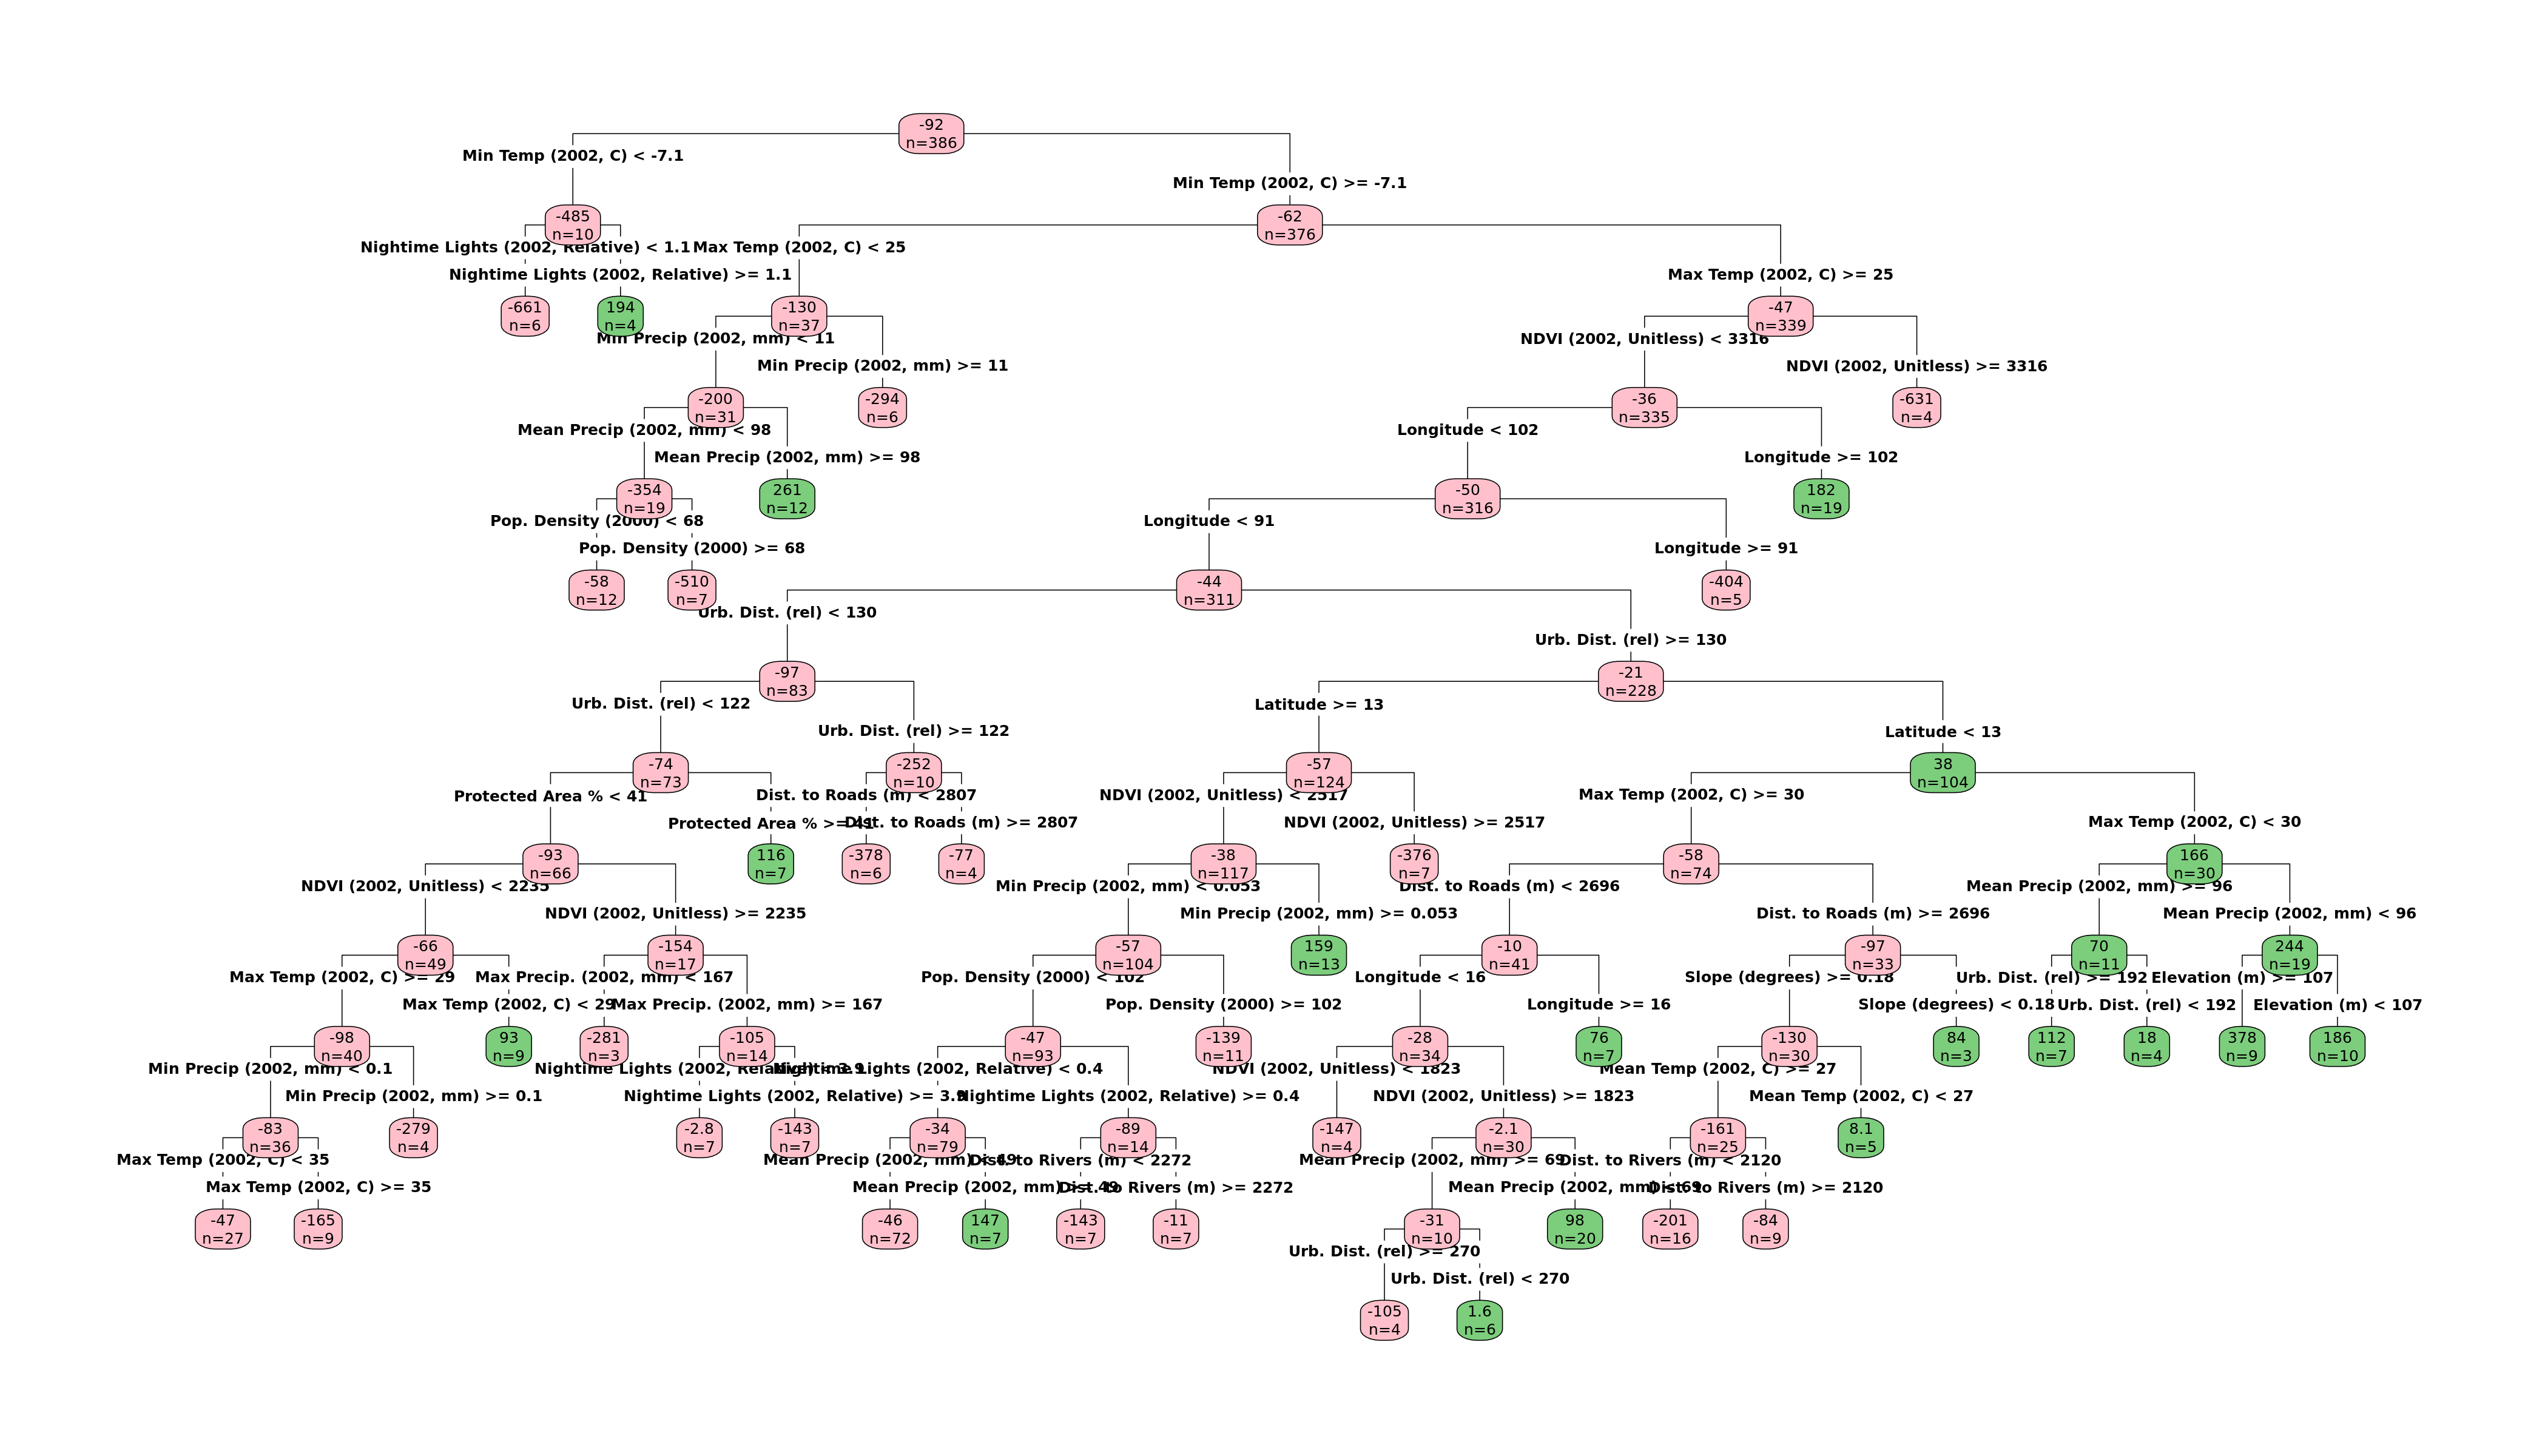 -92
n=386
Min Temp (2002, C) < -7.1
Min Temp (2002, C) >= -7.1
-485
n=10
-62
n=376
Nightime Lights (2002, Relative) < 1.1
Max Temp (2002, C) < 25
Nightime Lights (2002, Relative) >= 1.1
Max Temp (2002, C) >= 25
-661
n=6
194
n=4
-130
n=37
-47
n=339
Min Precip (2002, mm) < 11
NDVI (2002, Unitless) < 3316
Min Precip (2002, mm) >= 11
NDVI (2002, Unitless) >= 3316
-200
n=31
-294
n=6
-36
n=335
-631
n=4
Mean Precip (2002, mm) < 98
Longitude < 102
Mean Precip (2002, mm) >= 98
Longitude >= 102
-354
n=19
261
n=12
-50
n=316
182
n=19
Pop. Density (2000) < 68
Longitude < 91
Pop. Density (2000) >= 68
Longitude >= 91
-58
n=12
-510
n=7
-44
n=311
-404
n=5
Urb. Dist. (rel) < 130
Urb. Dist. (rel) >= 130
-97
n=83
-21
n=228
Urb. Dist. (rel) < 122
Latitude >= 13
Urb. Dist. (rel) >= 122
Latitude < 13
-74
n=73
-252
n=10
-57
n=124
38
n=104
Protected Area % < 41
Dist. to Roads (m) < 2807
NDVI (2002, Unitless) < 2517
Max Temp (2002, C) >= 30
Protected Area % >= 41
Dist. to Roads (m) >= 2807
NDVI (2002, Unitless) >= 2517
Max Temp (2002, C) < 30
-93
n=66
116
n=7
-378
n=6
-77
n=4
-38
n=117
-376
n=7
-58
n=74
166
n=30
NDVI (2002, Unitless) < 2235
Min Precip (2002, mm) < 0.053
Dist. to Roads (m) < 2696
Mean Precip (2002, mm) >= 96
NDVI (2002, Unitless) >= 2235
Min Precip (2002, mm) >= 0.053
Dist. to Roads (m) >= 2696
Mean Precip (2002, mm) < 96
-66
n=49
-154
n=17
-57
n=104
159
n=13
-10
n=41
-97
n=33
70
n=11
244
n=19
Max Temp (2002, C) >= 29
Max Precip. (2002, mm) < 167
Pop. Density (2000) < 102
Longitude < 16
Slope (degrees) >= 0.18
Urb. Dist. (rel) >= 192
Elevation (m) >= 107
Max Temp (2002, C) < 29
Max Precip. (2002, mm) >= 167
Pop. Density (2000) >= 102
Longitude >= 16
Slope (degrees) < 0.18
Urb. Dist. (rel) < 192
Elevation (m) < 107
-98
n=40
93
n=9
-281
n=3
-105
n=14
-47
n=93
-139
n=11
-28
n=34
76
n=7
-130
n=30
84
n=3
112
n=7
18
n=4
378
n=9
186
n=10
Min Precip (2002, mm) < 0.1
Nightime Lights (2002, Relative) < 3.9
Nightime Lights (2002, Relative) < 0.4
NDVI (2002, Unitless) < 1823
Mean Temp (2002, C) >= 27
Min Precip (2002, mm) >= 0.1
Nightime Lights (2002, Relative) >= 3.9
Nightime Lights (2002, Relative) >= 0.4
NDVI (2002, Unitless) >= 1823
Mean Temp (2002, C) < 27
-83
n=36
-279
n=4
-2.8
n=7
-143
n=7
-34
n=79
-89
n=14
-147
n=4
-2.1
n=30
-161
n=25
8.1
n=5
Max Temp (2002, C) < 35
Mean Precip (2002, mm) < 49
Dist. to Rivers (m) < 2272
Mean Precip (2002, mm) >= 69
Dist. to Rivers (m) < 2120
Max Temp (2002, C) >= 35
Mean Precip (2002, mm) >= 49
Dist. to Rivers (m) >= 2272
Mean Precip (2002, mm) < 69
Dist. to Rivers (m) >= 2120
-47
n=27
-165
n=9
-46
n=72
147
n=7
-143
n=7
-11
n=7
-31
n=10
98
n=20
-201
n=16
-84
n=9
Urb. Dist. (rel) >= 270
Urb. Dist. (rel) < 270
-105
n=4
1.6
n=6